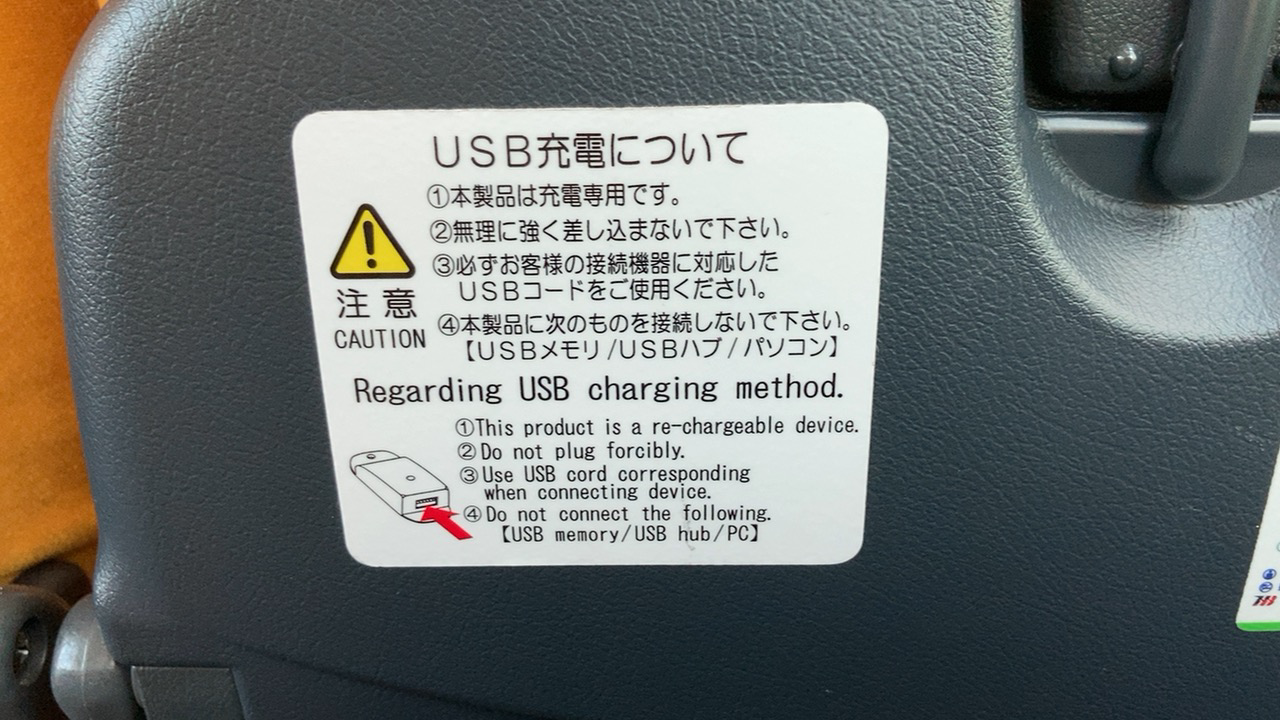 USB充電について
①本製品は充電専用です。
②無理に強く差し込まないで下さい。
③必ずお客様の接続機器に対応した
USBコードをご使用ください。
④本製品に次のものを接続しないで下さい。
【USBメモリ/USBハブ/パソコン】
注意
CAUTION
Regarding USB charging method.
①This product is a re-chargeable device.
②Do not plug forcibly.
③Use USB cord corresponding
when connecting device.
④Do not connect the following.
【USB memory/USB hub/PC】